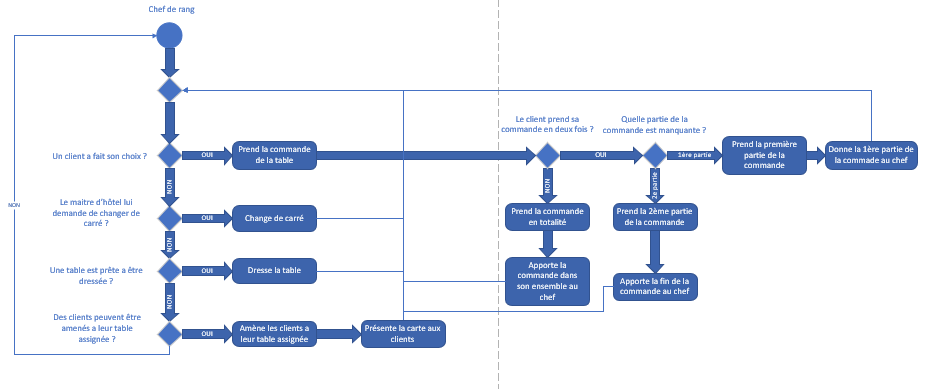 Chef de rang
Le client prend sa
commande en deux fois ?
Quelle partie de la
commande est manquante ?
Un client a fait son choix ?
OUI
Prend la commande
de la table
OUI
1ère partie
Prend la première
partie de la
commande
Donne la 1ère partie de
la commade au chef
NON
NON
2e partie
NON
Le maitre d'hôtel lui
demande de changer de
carré ?
OUI
Change de carré
Prend la commande
en totalité
Prend la 2ème partie
de la commande
NON
Une table est prête a être
dressée ?
OUI
Dresse la table
Apporte la
commande dans
son ensemble au
chef
Apporte la fin de la
commande au chef
NON
Des clients peuvent être
amenés a leur table
assignée ?
OUI
Amène les clients a
leur table assignée
Présente la carte aux
clients